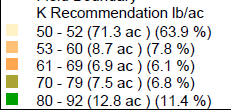 K Recommendation lb/ac
50 - 52 (71.3 ac ) (63.9 %)
53 - 60 (8.7 ac ) (7.8 %)
61 - 69 (6.9 ac ) (6.1 %)
70 - 79 (7.5 ac ) (6.8 %)
80 - 92 (12.8 ac ) (11.4 %)